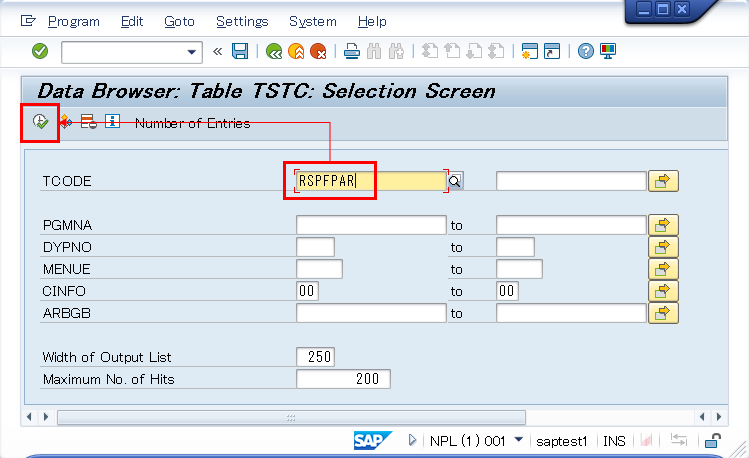 Program Edit Goto Settings System Help
«
Data Browser: Table TSTC: Selection Screen
Number of Entries
TCODE RSPFPAR
PGMNA to
DYPNO to
MENUE to
CINFO 00 to 00
ARBGB to
Width of Output List 250
Maximum No. of Hits 200
SAP NPL (1) 001 saptest1 INS